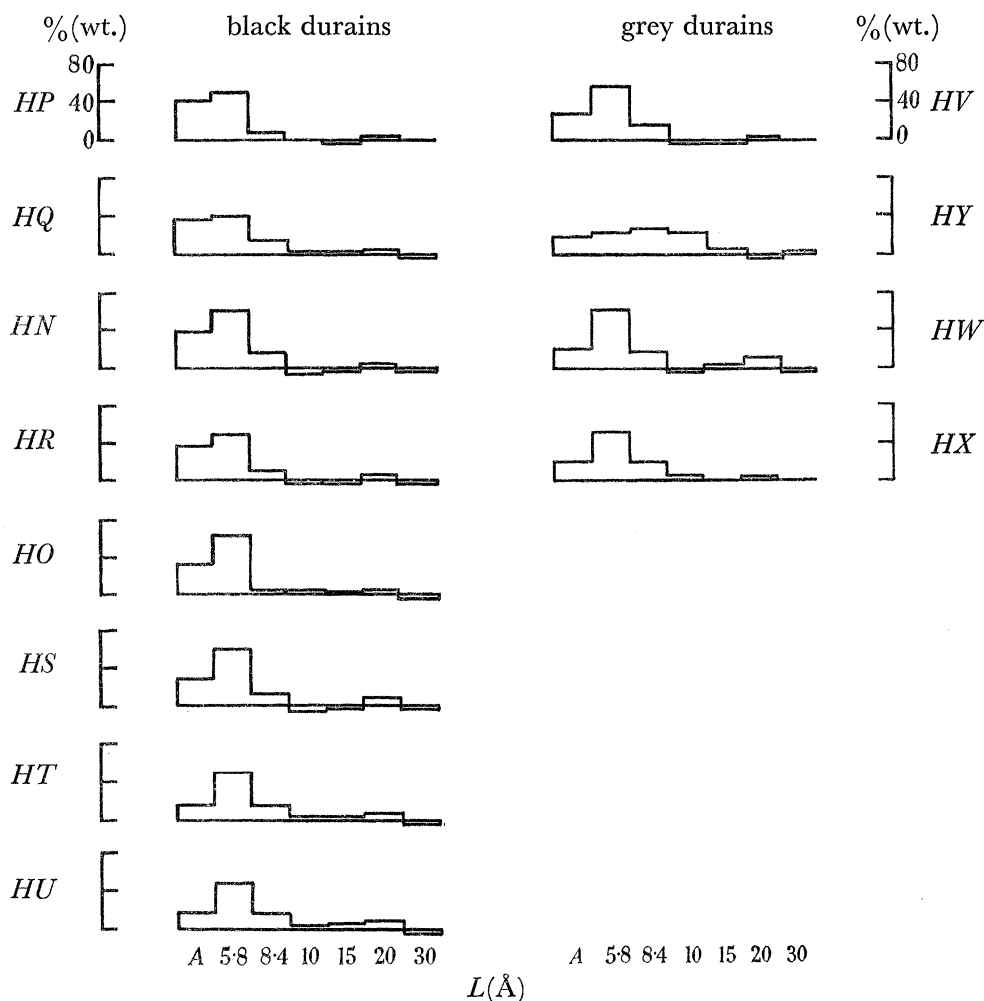 %(wt.) black durains grey durains %(wt.)
HP 80 40 0 80 40 0 HV
HQ HY
HN HW
HR HX
HO
HS
HT
HU
A 5·8 8·4 10 15 20 30 A 5·8 8·4 10 15 20 30
L(Å)